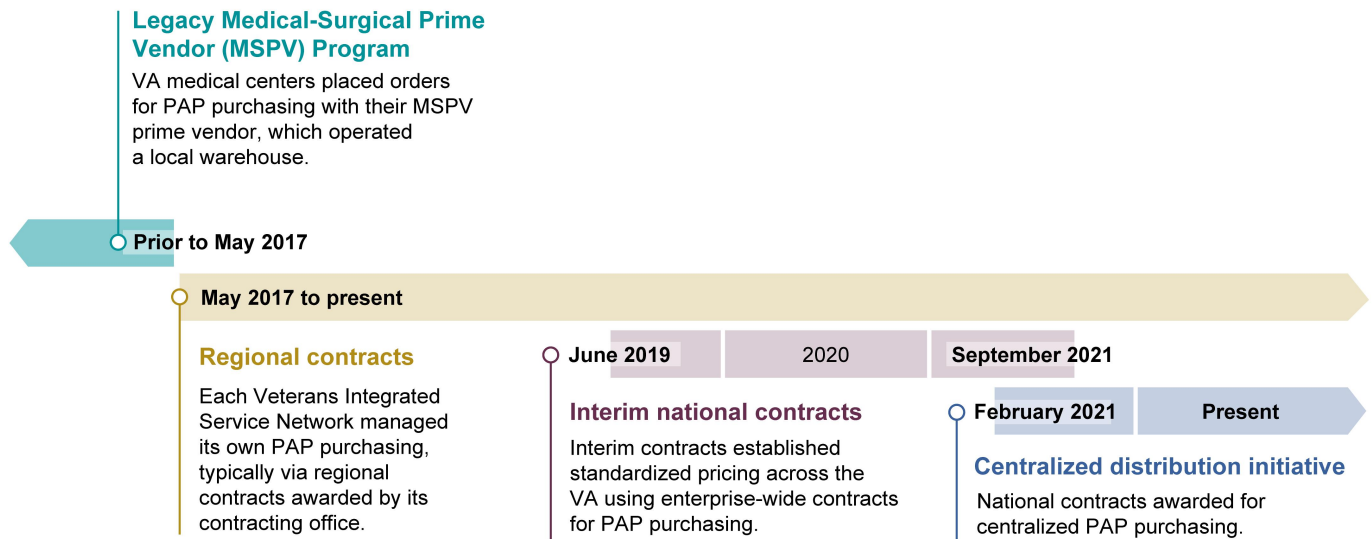 Legacy Medical-Surgical Prime
Vendor (MSPV) Program
VA medical centers placed orders
for PAP purchasing with their MSPV
prime vendor, which operated
a local warehouse.
Prior to May 2017
May 2017 to present
Regional contracts
Each Veterans Integrated
Service Network managed
its own PAP purchasing,
typically via regional
contracts awarded by its
contracting office.
June 2019
2020
September 2021
Interim national contracts
Interim contracts established
standardized pricing across the
VA using enterprise-wide contracts
for PAP purchasing.
February 2021
Present
Centralized distribution initiative
National contracts awarded for
centralized PAP purchasing.